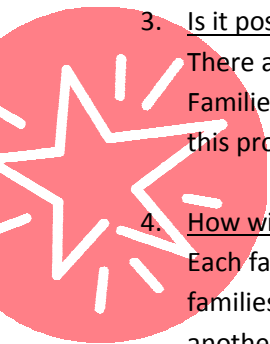 3. Is it pos
There a
Familie
this pro
4. How wi
Each fa
families
anothe